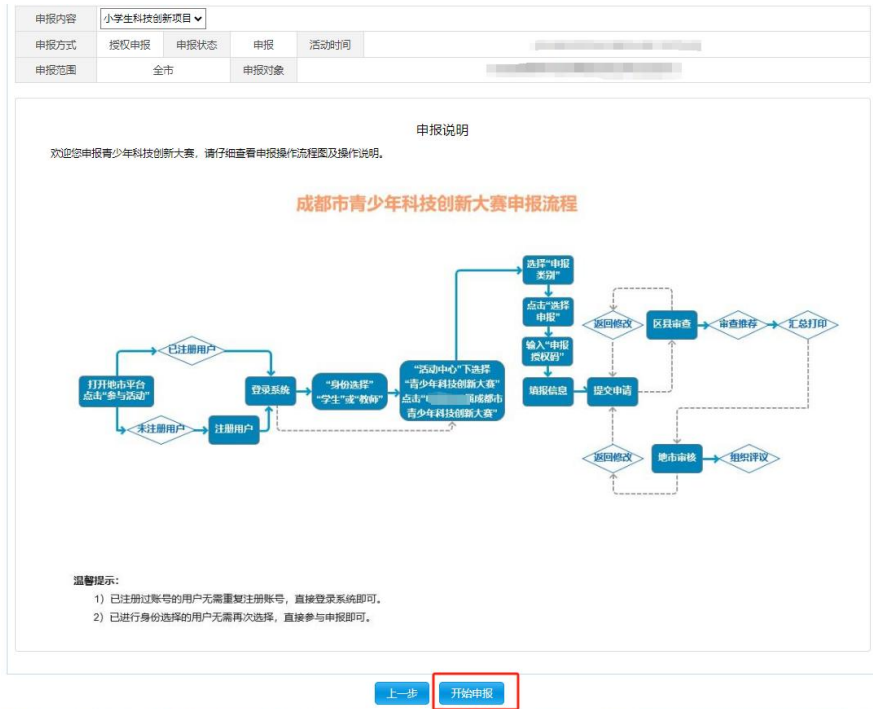 申报内容 小学生科技创新项目
申报方式 授权申报 申报状态 申报 活动时间
申报范围 全市 申报对象
申报说明
欢迎您申报青少年科技创新大赛，请仔细查看申报操作流程图及操作说明。
成都市青少年科技创新大赛申报流程
打开地市平台
点击“参与活动”
已注册用户
未注册用户
注册用户
登录系统
“身份选择”
“学生”或“教师”
“活动中心”下选择
“青少年科技创新大赛”
点击“ 届成都市
青少年科技创新大赛”
选择“申报
类别”
点击“选择
申报”
输入“申报
授权码”
填报信息
提交申请
返回修改
区县审查
审查推荐
汇总打印
返回修改
地市审核
组织评议
温馨提示：
1）已注册过账号的用户无需重复注册账号，直接登录系统即可。
2）已进行身份选择的用户无需再次选择，直接参与申报即可。
上一步 开始申报